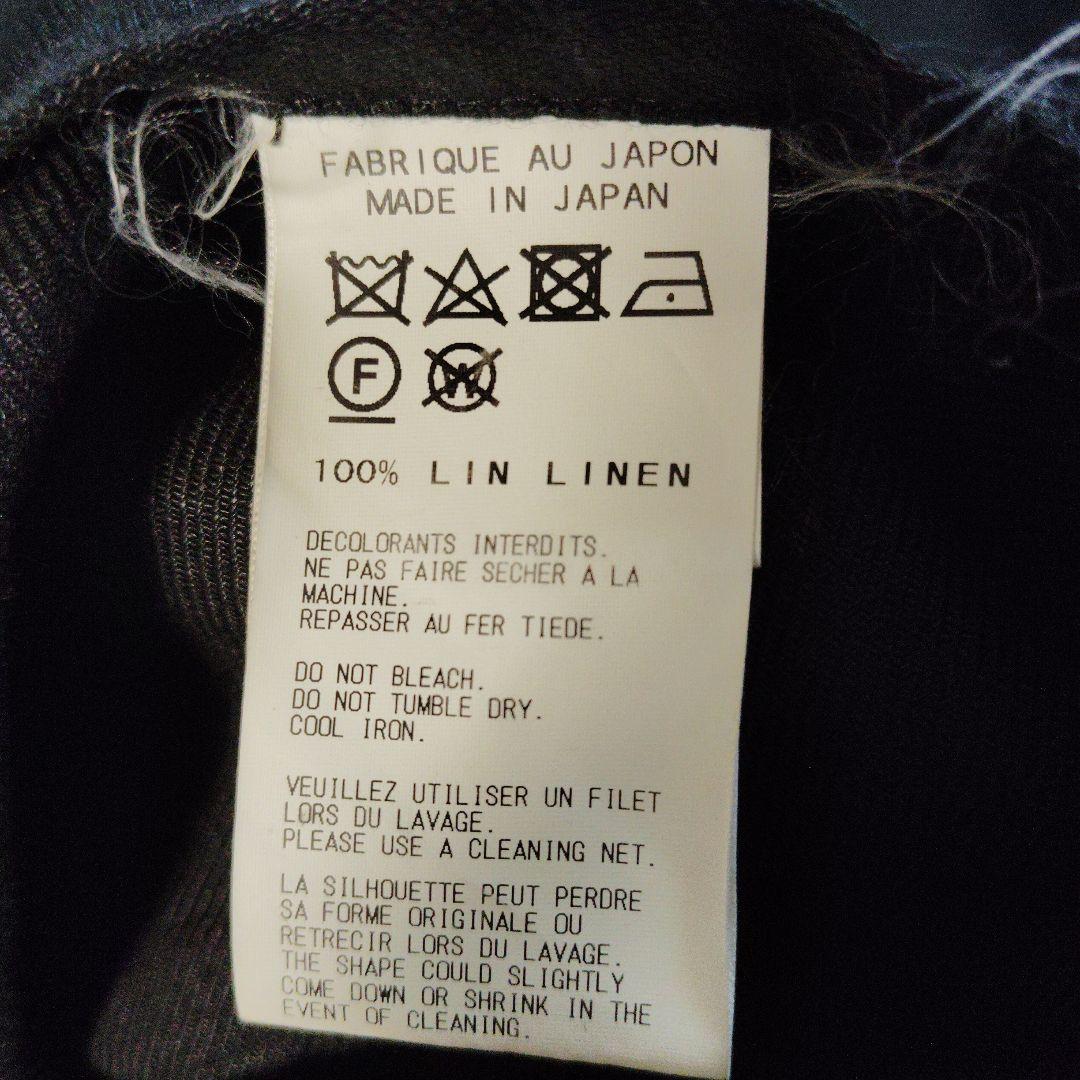 FABRIQUE AU JAPON
MADE IN JAPAN
F
W
100% LIN LINEN
DECOLORANTS INTERDITS.
NE PAS FAIRE SECHER A LA
MACHINE.
REPASSER AU FER TIEDE.
DO NOT BLEACH.
DO NOT TUMBLE DRY.
COOL IRON.
VEUILLEZ UTILISER UN FILET
LORS DU LAVAGE.
PLEASE USE A CLEANING NET.
LA SILHOUETTE PEUT PERDRE
SA FORME ORIGINALE OU
RETRECIR LORS DU LAVAGE.
THE SHAPE COULD SLIGHTLY
COME DOWN OR SHRINK IN THE
EVENT OF CLEANING.